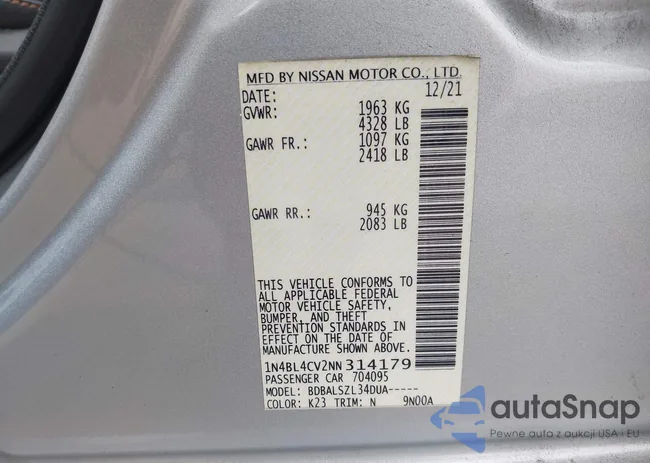 MFD BY NISSAN MOTOR CO., LTD.
DATE: 12/21
GVWR: 1963 KG
4328 LB
GAWR FR.: 1097 KG
2418 LB
GAWR RR.: 945 KG
2083 LB
THIS VEHICLE CONFORMS TO
ALL APPLICABLE FEDERAL
MOTOR VEHICLE SAFETY,
BUMPER, AND THEFT
PREVENTION STANDARDS IN
EFFECT ON THE DATE OF
MANUFACTURE SHOWN ABOVE.
1N4BL4CV2NN314179
PASSENGER CAR 704095
MODEL: BDBALSZL34DUA-----
COLOR: K23 TRIM: N 9N00A
autoSnap
Pewne auto z aukcji USA i EU